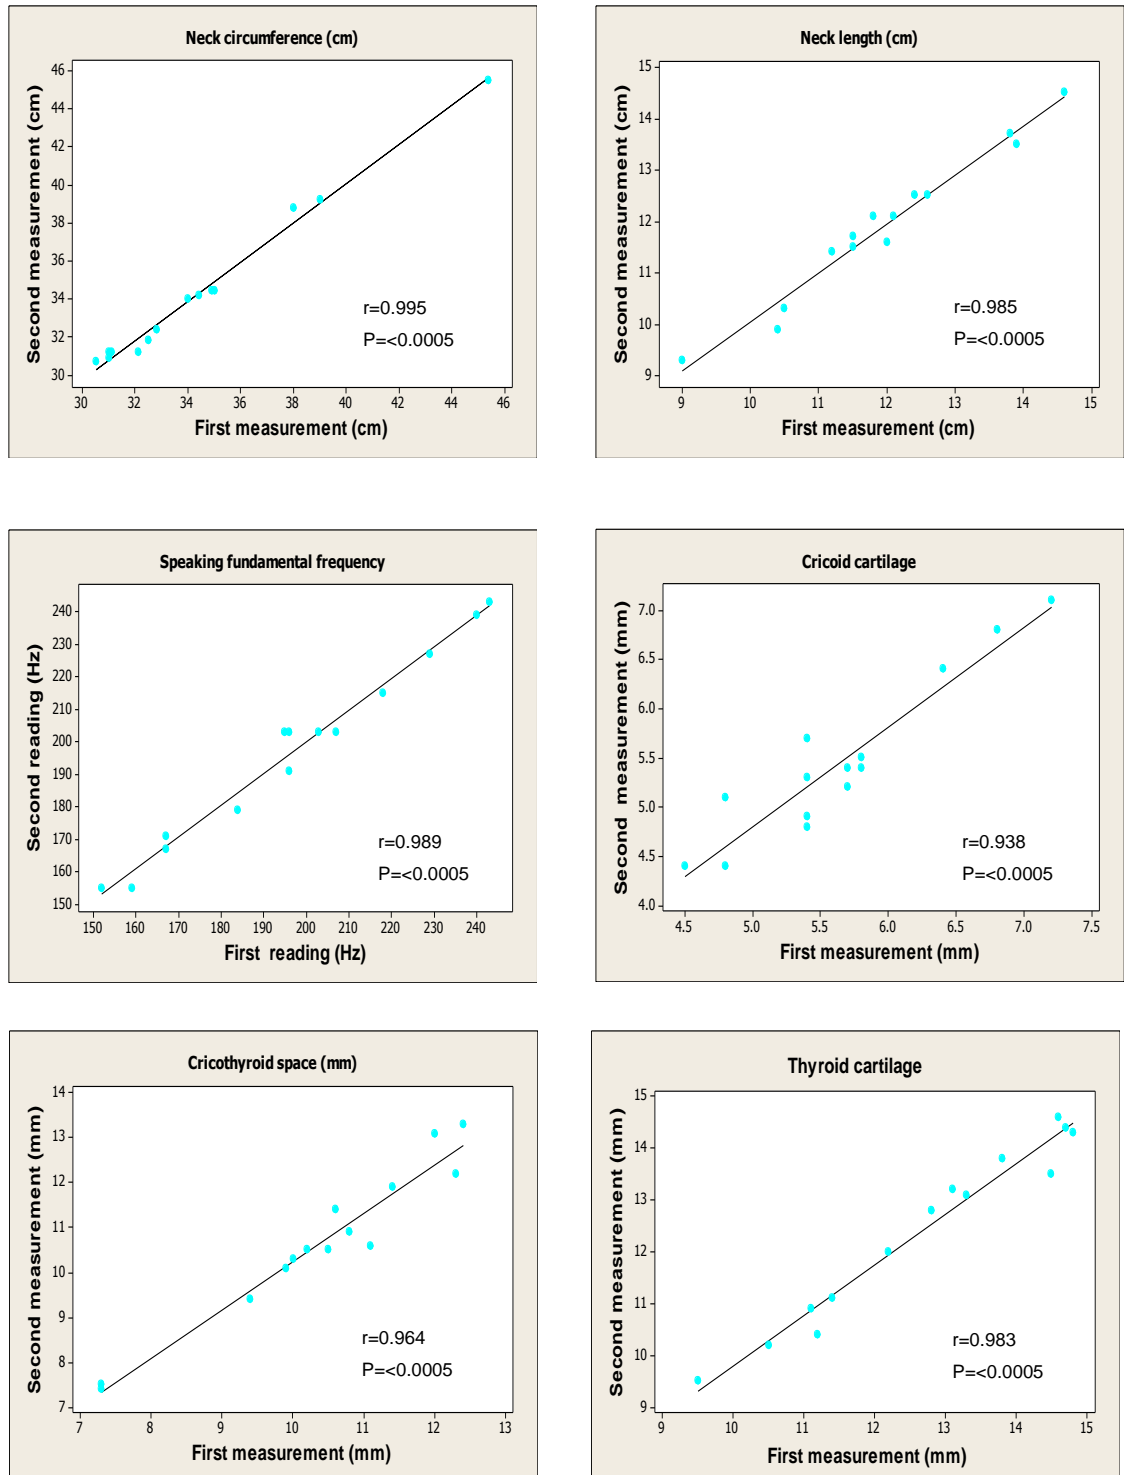 Neck circumference (cm)
Second measurement (cm)
46
44
42
40
38
36
34
32
30
r=0.995
P=<0.0005
30 32 34 36 38 40 42 44 46
First measurement (cm)
Neck length (cm)
Second measurement (cm)
15
14
13
12
11
10
9
r=0.985
P=<0.0005
9 10 11 12 13 14 15
First measurement (cm)
Speaking fundamental frequency
Second reading (Hz)
240
230
220
210
200
190
180
170
160
150
r=0.989
P=<0.0005
150 160 170 180 190 200 210 220 230 240
First reading (Hz)
Cricoid cartilage
Second measurement (mm)
7.0
6.5
6.0
5.5
5.0
4.5
4.0
r=0.938
P=<0.0005
4.5 5.0 5.5 6.0 6.5 7.0 7.5
First measurement (mm)
Cricothyroid space (mm)
Second measurement (mm)
14
13
12
11
10
9
8
7
r=0.964
P=<0.0005
7 8 9 10 11 12 13
First measurement (mm)
Thyroid cartilage
Second measurement (mm)
15
14
13
12
11
10
9
r=0.983
P=<0.0005
9 10 11 12 13 14 15
First measurement (mm)